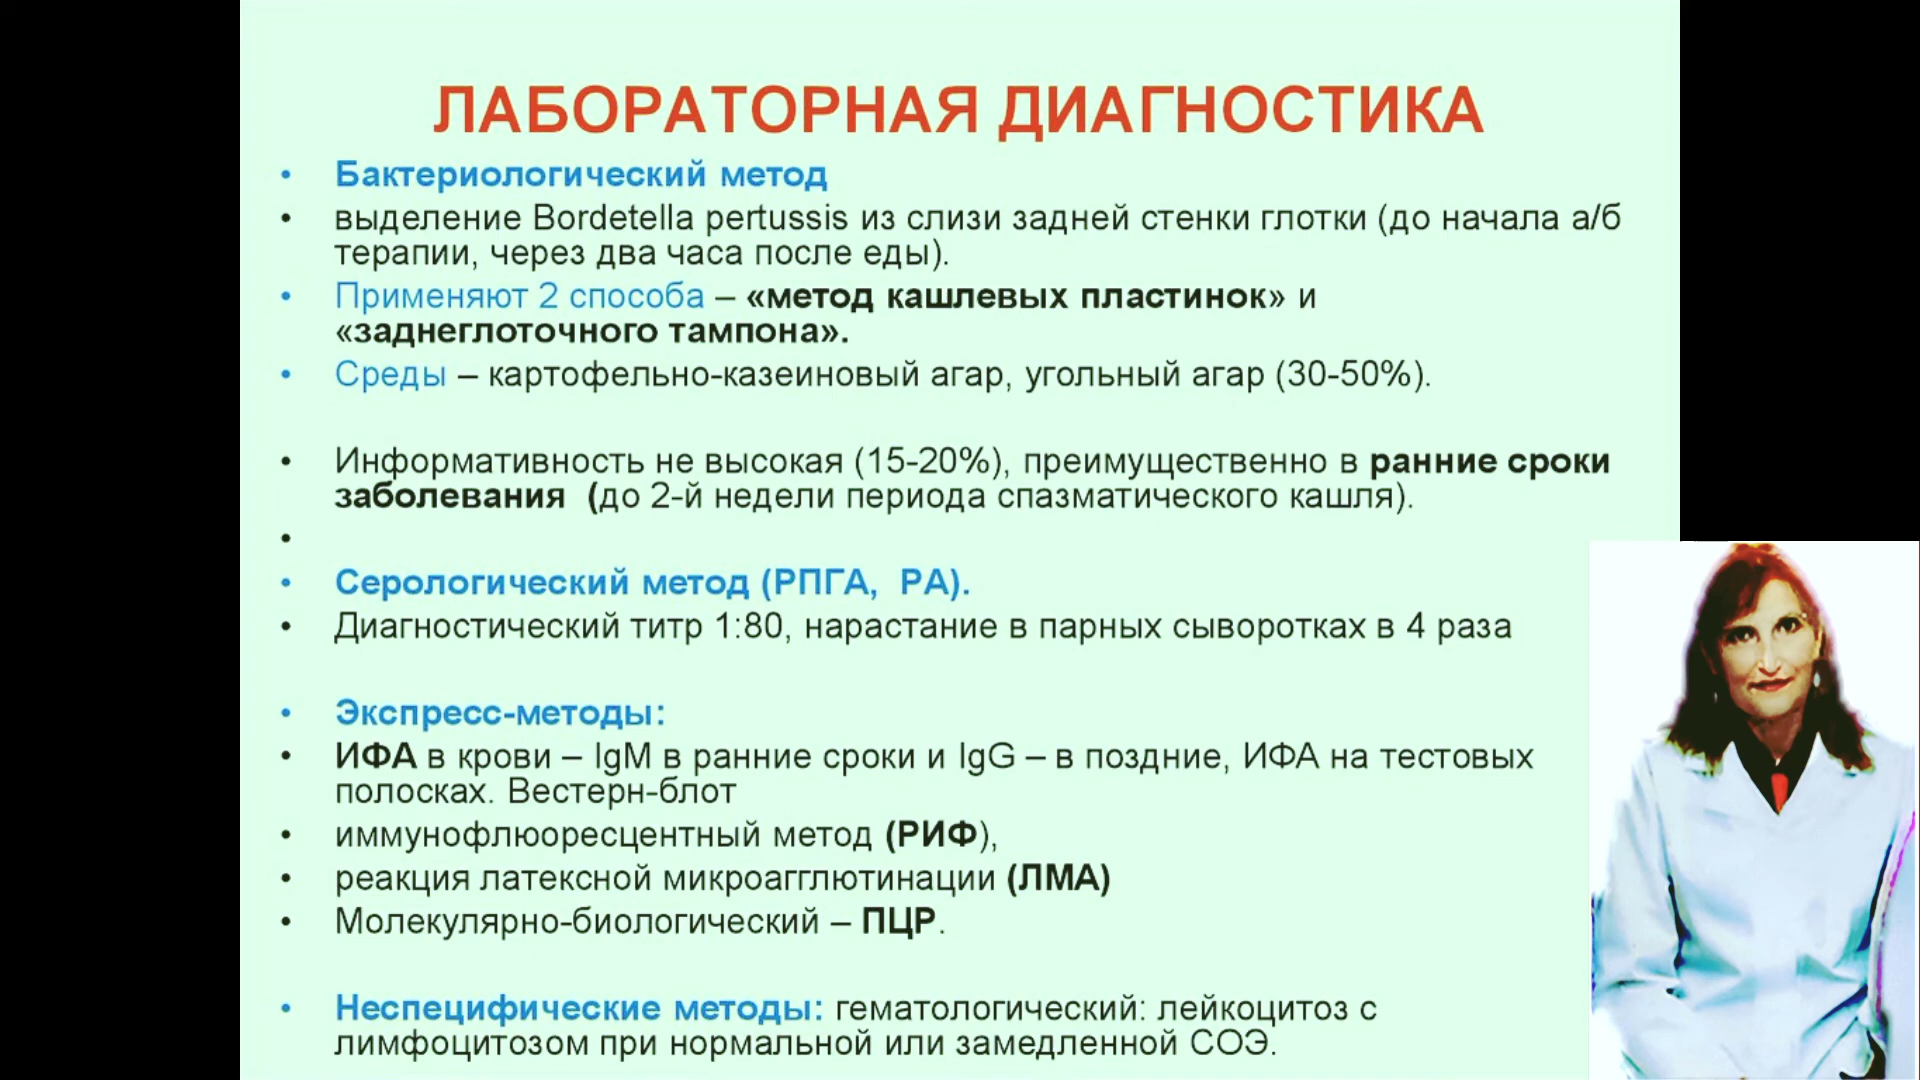 ЛАБОРАТОРНАЯ ДИАГНОСТИКА
• Бактериологический метод
• выделение Bordetella pertussis из слизи задней стенки глотки (до начала а/б
терапии, через два часа после еды).
• Применяют 2 способа – «метод кашлевых пластинок» и
«заднеглоточного тампона».
• Среды – картофельно-казеиновый агар, угольный агар (30-50%).
• Информативность не высокая (15-20%), преимущественно в ранние сроки
заболевания (до 2-й недели периода спазматического кашля).
•
• Серологический метод (РПГА, РА).
• Диагностический титр 1:80, нарастание в парных сыворотках в 4 раза
• Экспресс-методы:
• ИФА в крови – IgM в ранние сроки и IgG – в поздние, ИФА на тестовых
полосках. Вестерн-блот
• иммунофлюоресцентный метод (РИФ),
• реакция латексной микроагглютинации (ЛМА)
• Молекулярно-биологический – ПЦР.
• Неспецифические методы: гематологический: лейкоцитоз с
лимфоцитозом при нормальной или замедленной СОЭ.